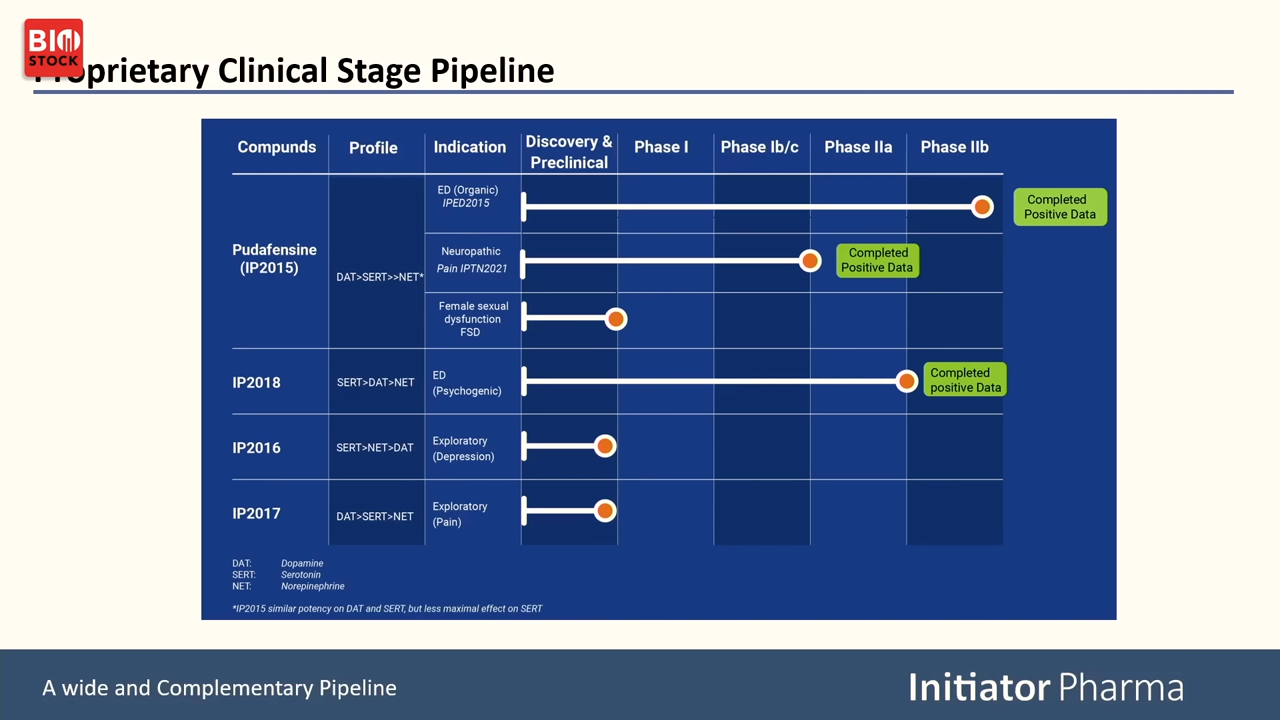 BIO
STOCK
Proprietary Clinical Stage Pipeline
Compunds
Profile
Indication
Discovery &
Preclinical
Phase I
Phase Ib/c
Phase IIa
Phase IIb
Pudafensine
(IP2015)
DAT>SERT>>NET*
ED (Organic)
IPED2015
Completed
Positive Data
Neuropathic
Pain IPTN2021
Completed
Positive Data
Female sexual
dysfunction
FSD
IP2018
SERT>DAT>NET
ED
(Psychogenic)
Completed
positive Data
IP2016
SERT>NET>DAT
Exploratory
(Depression)
IP2017
DAT>SERT>NET
Exploratory
(Pain)
DAT: Dopamine
SERT: Serotonin
NET: Norepinephrine
*IP2015 similar potency on DAT and SERT, but less maximal effect on SERT
A wide and Complementary Pipeline
Initiator Pharma